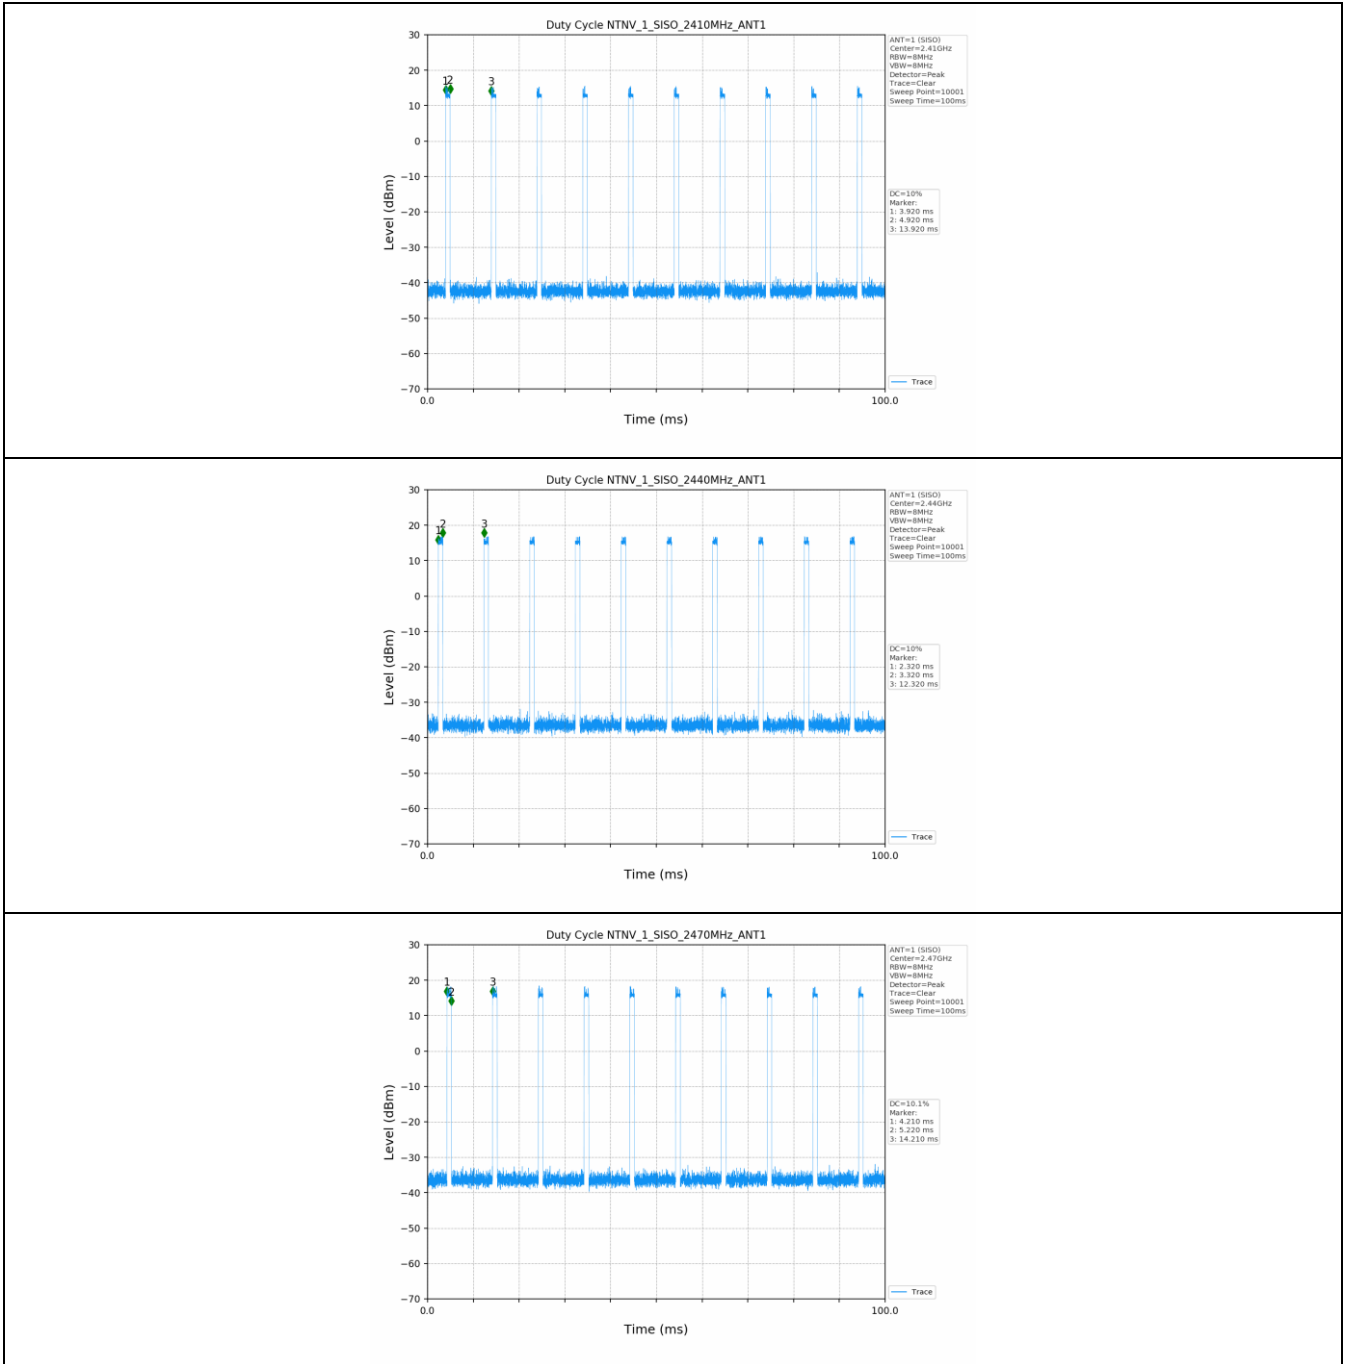 Duty Cycle NTNV_1_SISO_2410MHz_ANT1
30
20
10
0
−10
−20
−30
−40
−50
−60
−70
Level (dBm)
1
2
3
0.0
100.0
Time (ms)
ANT=1 (SISO)
Center=2.41GHz
RBW=8MHz
VBW=8MHz
Detector=Peak
Trace=Clear
Sweep Point=10001
Sweep Time=100ms
DC=10%
Marker:
1: 3.920 ms
2: 4.920 ms
3: 13.920 ms
Trace
Duty Cycle NTNV_1_SISO_2440MHz_ANT1
30
20
10
0
−10
−20
−30
−40
−50
−60
−70
Level (dBm)
1
2
3
0.0
100.0
Time (ms)
ANT=1 (SISO)
Center=2.44GHz
RBW=8MHz
VBW=8MHz
Detector=Peak
Trace=Clear
Sweep Point=10001
Sweep Time=100ms
DC=10%
Marker:
1: 2.320 ms
2: 3.320 ms
3: 12.320 ms
Trace
Duty Cycle NTNV_1_SISO_2470MHz_ANT1
30
20
10
0
−10
−20
−30
−40
−50
−60
−70
Level (dBm)
1
2
3
0.0
100.0
Time (ms)
ANT=1 (SISO)
Center=2.47GHz
RBW=8MHz
VBW=8MHz
Detector=Peak
Trace=Clear
Sweep Point=10001
Sweep Time=100ms
DC=10.1%
Marker:
1: 4.210 ms
2: 5.220 ms
3: 14.210 ms
Trace